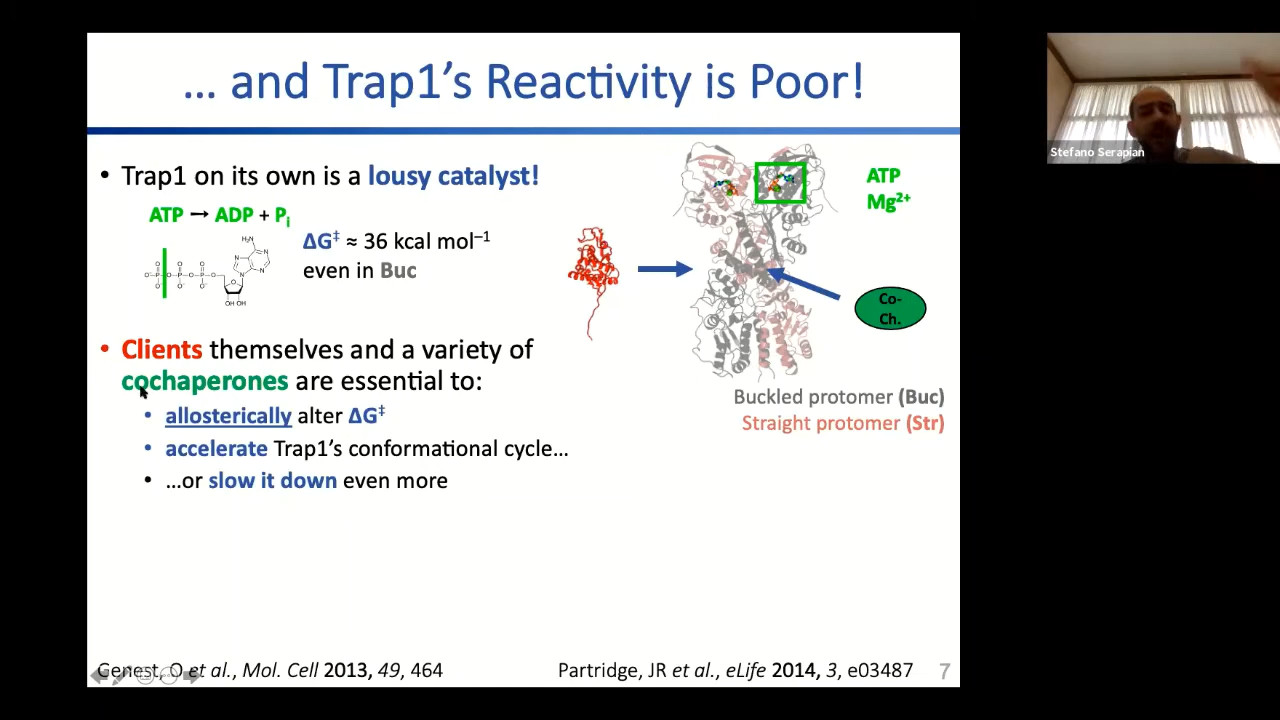 … and Trap1's Reactivity is Poor!
• Trap1 on its own is a lousy catalyst!
ATP → ADP + Pi
ΔG‡ ≈ 36 kcal mol–1
even in Buc
• Clients themselves and a variety of
cochaperones are essential to:
• allosterically alter ΔG‡
• accelerate Trap1's conformational cycle…
• …or slow it down even more
ATP
Mg2+
Co-
Ch.
Buckled protomer (Buc)
Straight protomer (Str)
Genest, O et al., Mol. Cell 2013, 49, 464
Partridge, JR et al., eLife 2014, 3, e03487
7
Stefano Serapian